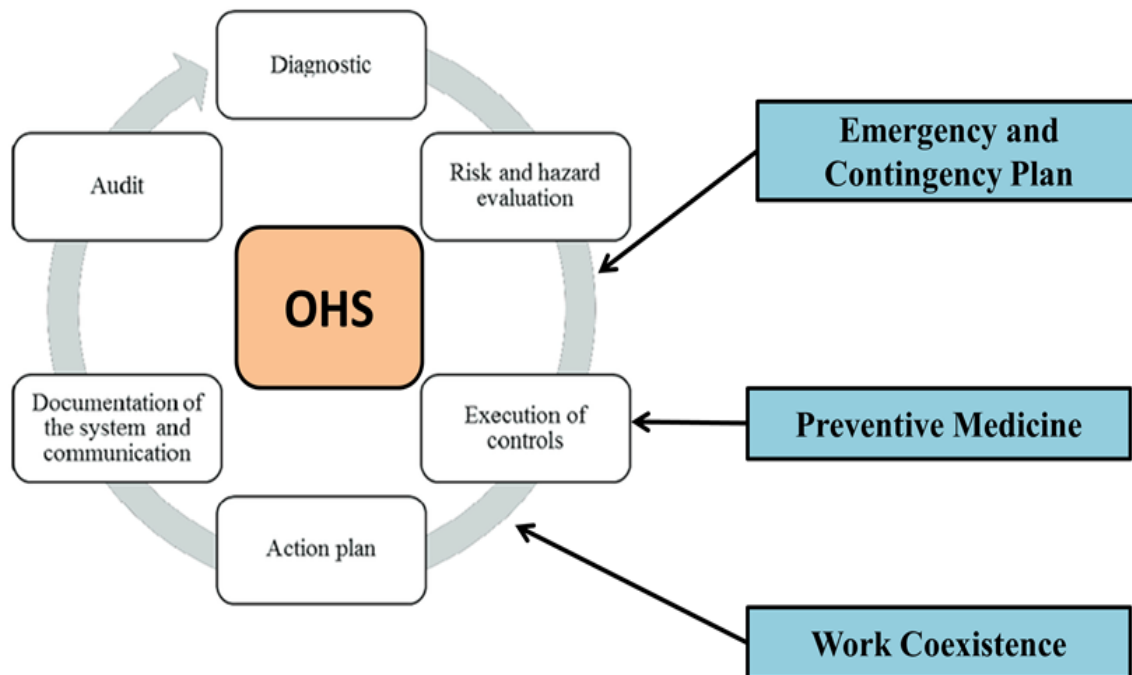 Diagnostic
Risk and hazard
evaluation
Execution of
controls
Action plan
Documentation of
the system and
communication
Audit
OHS
Emergency and
Contingency Plan
Preventive Medicine
Work Coexistence